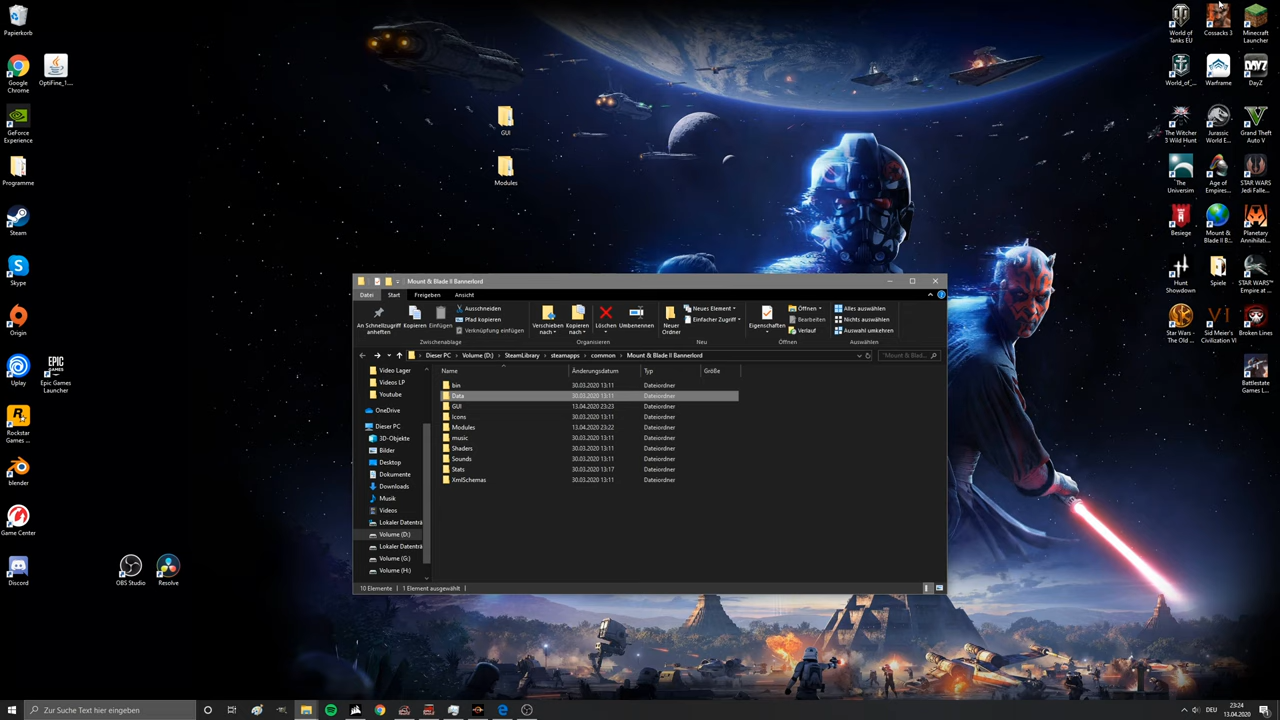 Papierkorb
Google
Chrome
OptiFine_1....
GeForce
Experience
Programme
Steam
Skype
Origin
Uplay
Epic Games
Launcher
Rockstar
Games ...
blender
Game Center
Discord
OBS Studio
Resolve
GUI
Modules
World of
Tanks EU
Cossacks 3
Minecraft
Launcher
World_of_...
Warframe
DayZ
The Witcher
3 Wild Hunt
Jurassic
World E...
Grand Theft
Auto V
The
Universim
Age of
Empires...
STAR WARS
Jedi Falle...
Besiege
Mount &
Blade II B...
Planetary
Annihilati...
Hunt
Showdown
Spiele
STAR WARS™
Empire at ...
Star Wars -
The Old ...
Sid Meier's
Civilization VI
Broken Lines
Battlestate
Games L...
Mount & Blade II Bannerlord
Datei Start Freigeben Ansicht
An Schnellzugriff
anheften
Kopieren
Einfügen
Ausschneiden
Pfad kopieren
Verknüpfung einfügen
Zwischenablage
Verschieben
nach
Kopieren
nach
Löschen
Umbenennen
Organisieren
Neuer
Ordner
Neues Element
Einfacher Zugriff
Neu
Eigenschaften
Öffnen
Bearbeiten
Verlauf
Öffnen
Alles auswählen
Nichts auswählen
Auswahl umkehren
Auswählen
Dieser PC > Volume (D:) > SteamLibrary > steamapps > common > Mount & Blade II Bannerlord
"Mount & Blad...
Name Änderungsdatum Typ Größe
bin 30.03.2020 13:11 Dateiordner
Data 30.03.2020 13:11 Dateiordner
GUI 13.04.2020 23:23 Dateiordner
Icons 30.03.2020 13:11 Dateiordner
Modules 13.04.2020 23:22 Dateiordner
music 30.03.2020 13:11 Dateiordner
Shaders 30.03.2020 13:11 Dateiordner
Sounds 30.03.2020 13:11 Dateiordner
Stats 30.03.2020 13:17 Dateiordner
XmlSchemas 30.03.2020 13:11 Dateiordner
Video Lager
Videos LP
Youtube
OneDrive
Dieser PC
3D-Objekte
Bilder
Desktop
Dokumente
Downloads
Musik
Videos
Lokaler Datenträ
Volume (D:)
Lokaler Datenträ
Volume (G:)
Volume (H:)
10 Elemente 1 Element ausgewählt
Zur Suche Text hier eingeben
DEU
23:24
13.04.2020